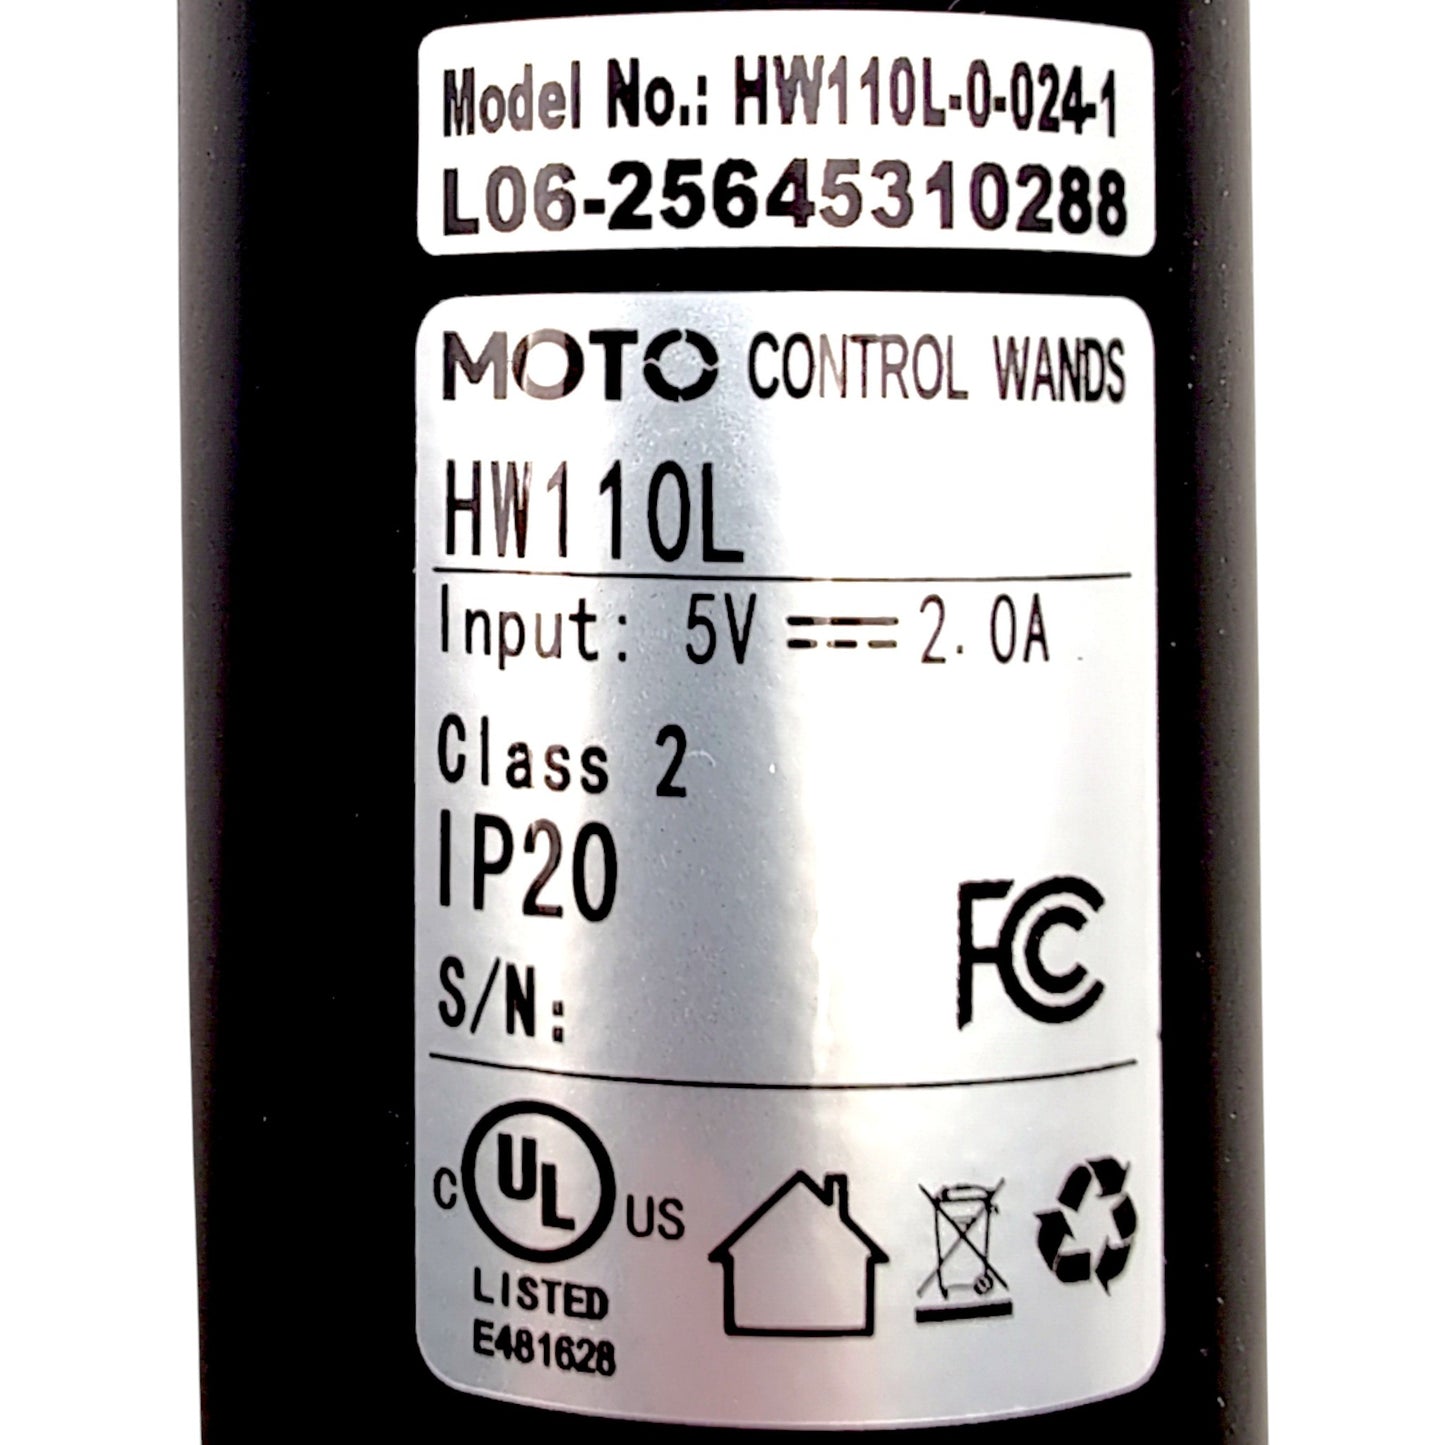 Model No.: HW110L-0-024-1
L06-25645310288
MOTO CONTROL WANDS
HW110L
Input: 5V ⎓ 2.0A
Class 2
IP20
S/N:
FC
C UL US
LISTED
E481628